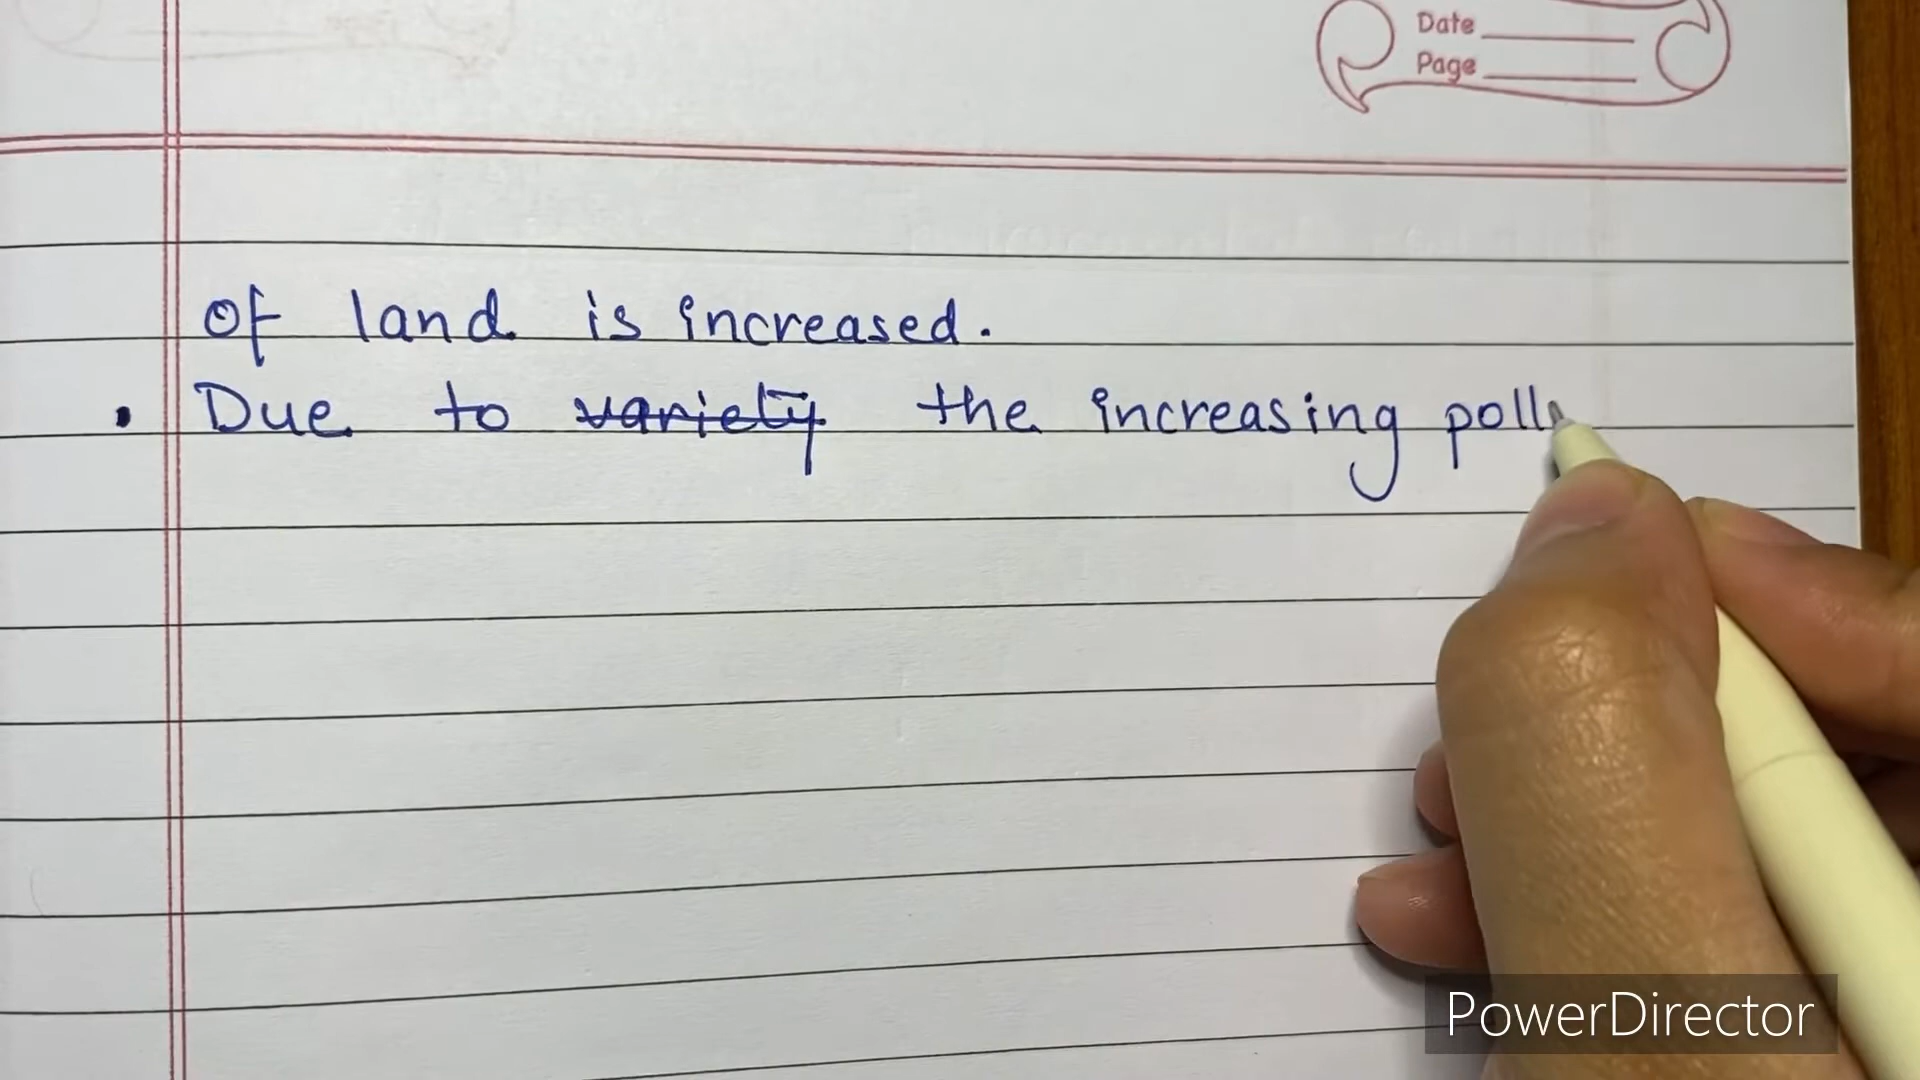 Date
Page
of land is increased.
• Due to variety the increasing poll
PowerDirector